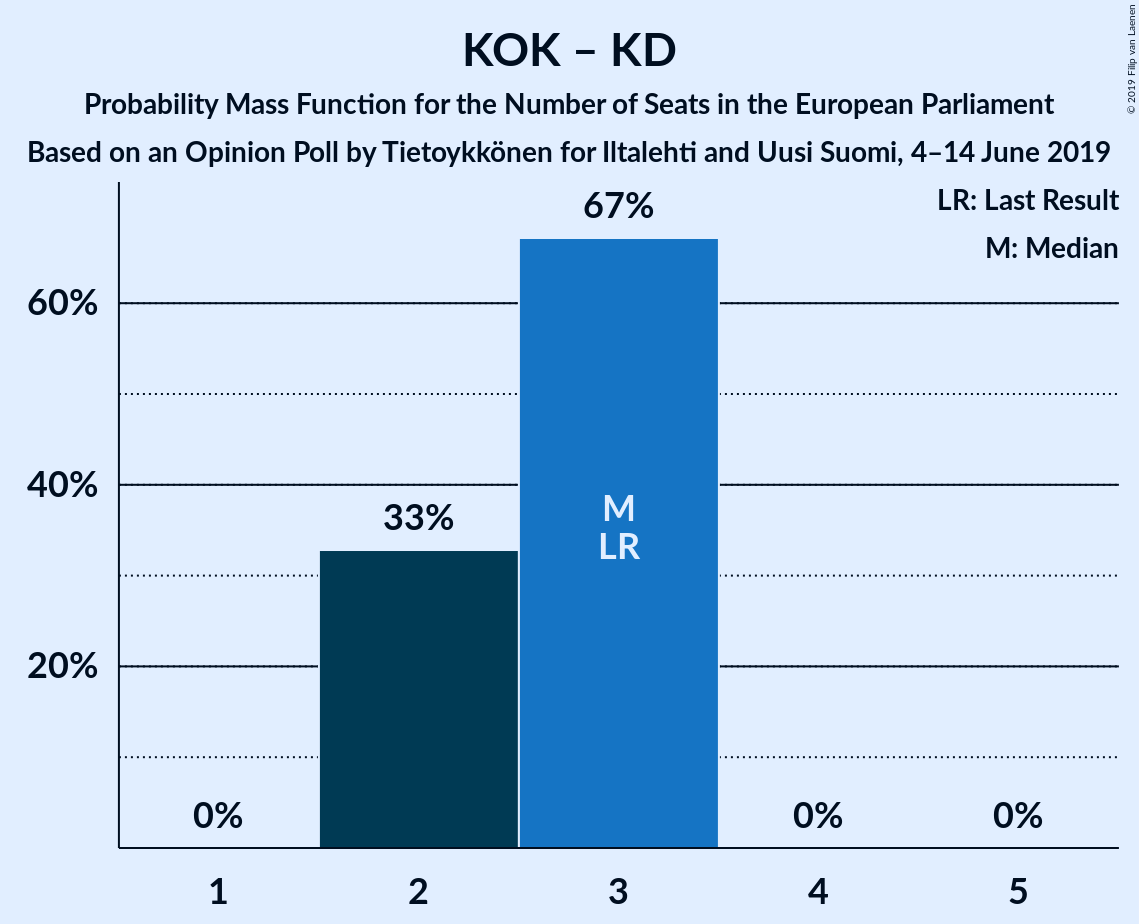 KOK – KD
Probability Mass Function for the Number of Seats in the European Parliament
Based on an Opinion Poll by Tietoykkönen for Iltalehti and Uusi Suomi, 4–14 June 2019
© 2019 Filip van Laenen
LR: Last Result
M: Median
67%
60%
40%
33%
M
LR
20%
0%
0%
0%
1
2
3
4
5